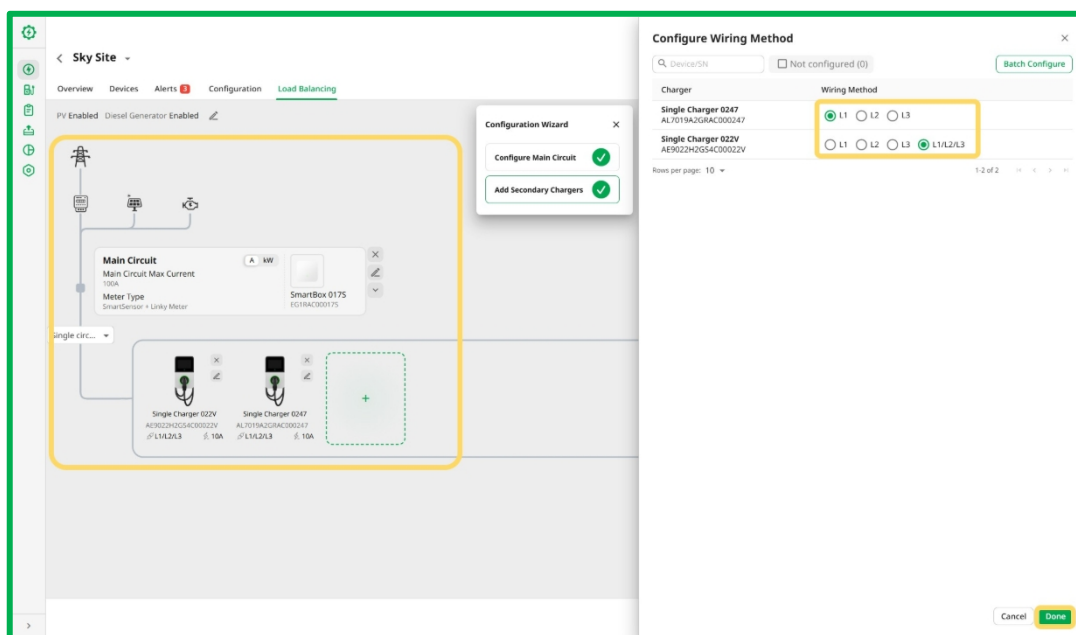 Sky Site
Overview Devices Alerts 3 Configuration Load Balancing
PV Enabled Diesel Generator Enabled
Configuration Wizard
Configure Main Circuit
Add Secondary Chargers
Main Circuit
A kW
Main Circuit Max Current
100A
Meter Type
SmartSensor + Linky Meter
SmartBox 0175
EG1RAC000175
Single circ...
Single Charger 022V
AE9022H2GS4C00022V
L1/L2/L3 10A
Single Charger 0247
AL7019A2GRAC000247
L1/L2/L3 10A
+
Configure Wiring Method
Device/SN
Not configured (0)
Batch Configure
Charger Wiring Method
Single Charger 0247
AL7019A2GRAC000247
L1 L2 L3
Single Charger 022V
AE9022H2GS4C00022V
L1 L2 L3 L1/L2/L3
Rows per page: 10
1-2 of 2
Cancel Done